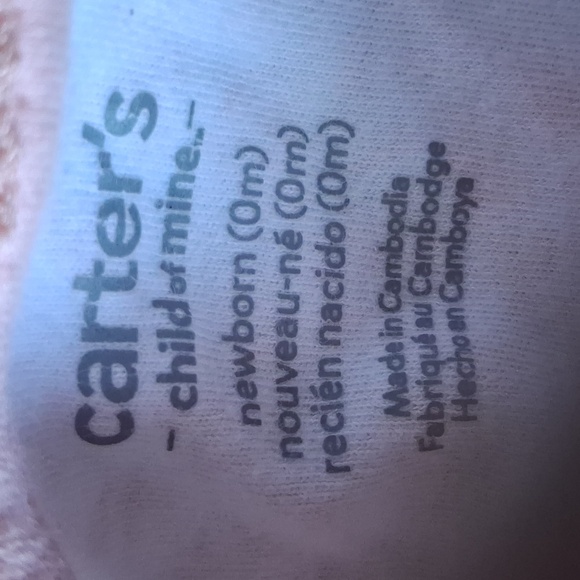 carter's
- child of mine™ -
newborn (0m)
nouveau-né (0m)
recién nacido (0m)
Made in Cambodia
Fabriqué au Cambodge
Hecho en Camboya